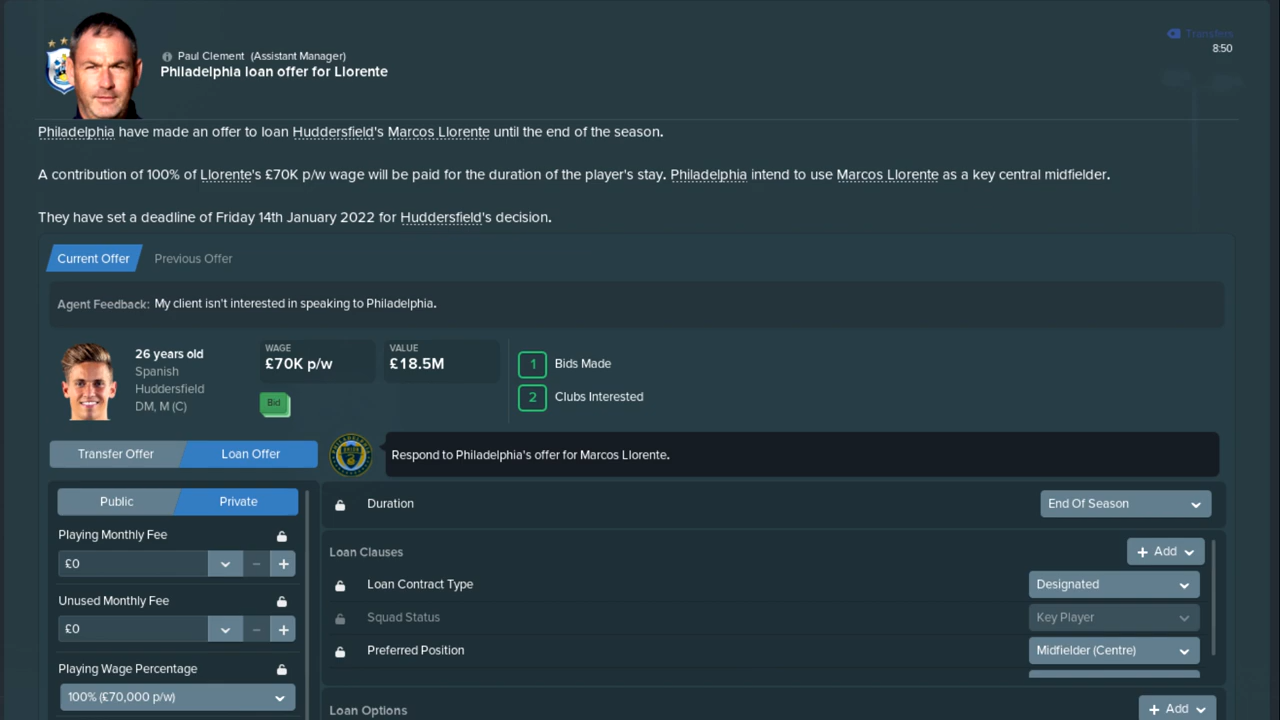 Transfers
8:50
Paul Clement (Assistant Manager)
Philadelphia loan offer for Llorente
Philadelphia have made an offer to loan Huddersfield's Marcos Llorente until the end of the season.
A contribution of 100% of Llorente's £70K p/w wage will be paid for the duration of the player's stay. Philadelphia intend to use Marcos Llorente as a key central midfielder.
They have set a deadline of Friday 14th January 2022 for Huddersfield's decision.
Current Offer
Previous Offer
Agent Feedback: My client isn't interested in speaking to Philadelphia.
26 years old
Spanish
Huddersfield
DM, M (C)
WAGE
£70K p/w
VALUE
£18.5M
Bid
1 Bids Made
2 Clubs Interested
Transfer Offer
Loan Offer
Respond to Philadelphia's offer for Marcos Llorente.
Public
Private
Playing Monthly Fee
£0
Unused Monthly Fee
£0
Playing Wage Percentage
100% (£70,000 p/w)
Duration
End Of Season
Loan Clauses
+ Add
Loan Contract Type
Designated
Squad Status
Key Player
Preferred Position
Midfielder (Centre)
Loan Options
+ Add